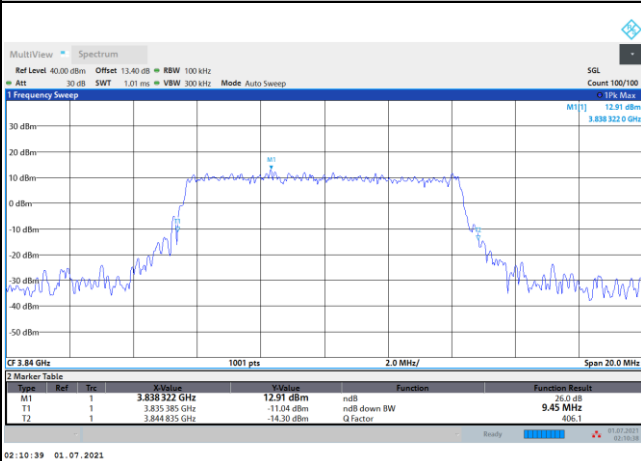 MultiView Spectrum
Ref Level 40.00 dBm Offset 13.40 dB RBW 100 kHz SGL
Att 30 dB SWT 1.01 ms VBW 300 kHz Mode Auto Sweep Count 100/100
1 Frequency Sweep 1Pk Max
M1[1] 12.91 dBm
3.838 322 0 GHz
30 dBm
20 dBm
M1
10 dBm
0 dBm
T1
-10 dBm
T2
-20 dBm
-30 dBm
-40 dBm
-50 dBm
CF 3.84 GHz 1001 pts 2.0 MHz/ Span 20.0 MHz
2 Marker Table
Type Ref Trc X-Value Y-Value Function Function Result
M1 1 3.838 322 GHz 12.91 dBm ndB 26.0 dB
T1 1 3.835 385 GHz -11.04 dBm ndB down BW 9.45 MHz
T2 1 3.844 835 GHz -14.30 dBm Q Factor 406.1
Ready 01.07.2021
02:10:38
02:10:39 01.07.2021